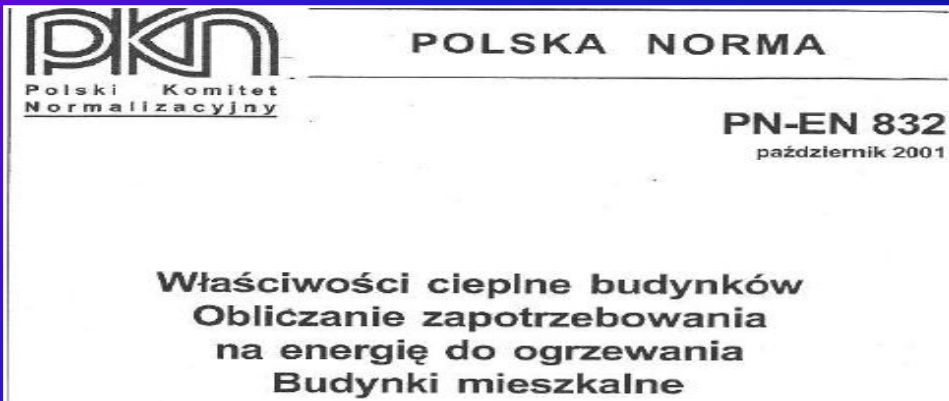 PKN
Polski Komitet
Normalizacyjny
POLSKA NORMA
PN-EN 832
październik 2001
Właściwości cieplne budynków
Obliczanie zapotrzebowania
na energię do ogrzewania
Budynki mieszkalne